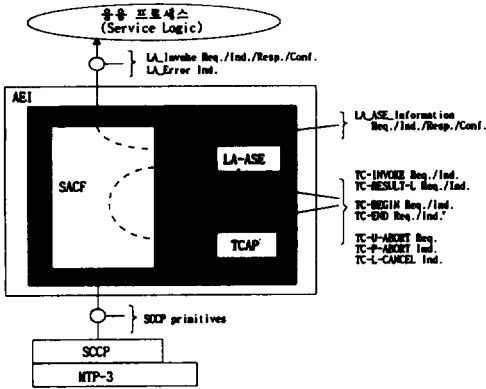 응용 프로세스
(Service Logic)
LA_Invoke Req./Ind./Resp./Conf.
LA_Error Ind.
AEI
LA_ASE_Information
Req./Ind./Resp./Conf.
SACF
LA-ASE
TC-INVOKE Req./Ind.
TC-RESULT-L Req./Ind.
TC-BEGIN Req./Ind.
TC-END Req./Ind.
TCAP
TC-U-ABORT Req.
TC-P-ABORT Ind.
TC-L-CANCEL Ind.
SCCP primitives
SCCP
MTP-3